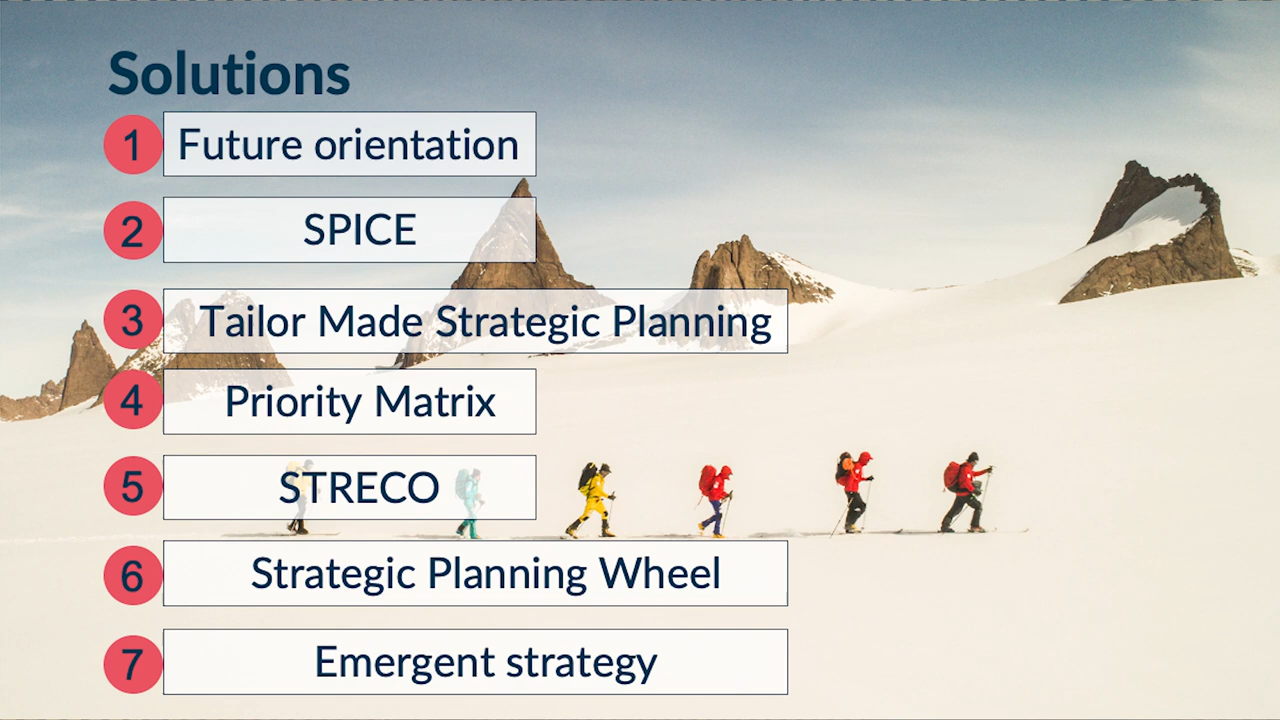 Solutions
1 Future orientation
2 SPICE
3 Tailor Made Strategic Planning
4 Priority Matrix
5 STRECO
6 Strategic Planning Wheel
7 Emergent strategy